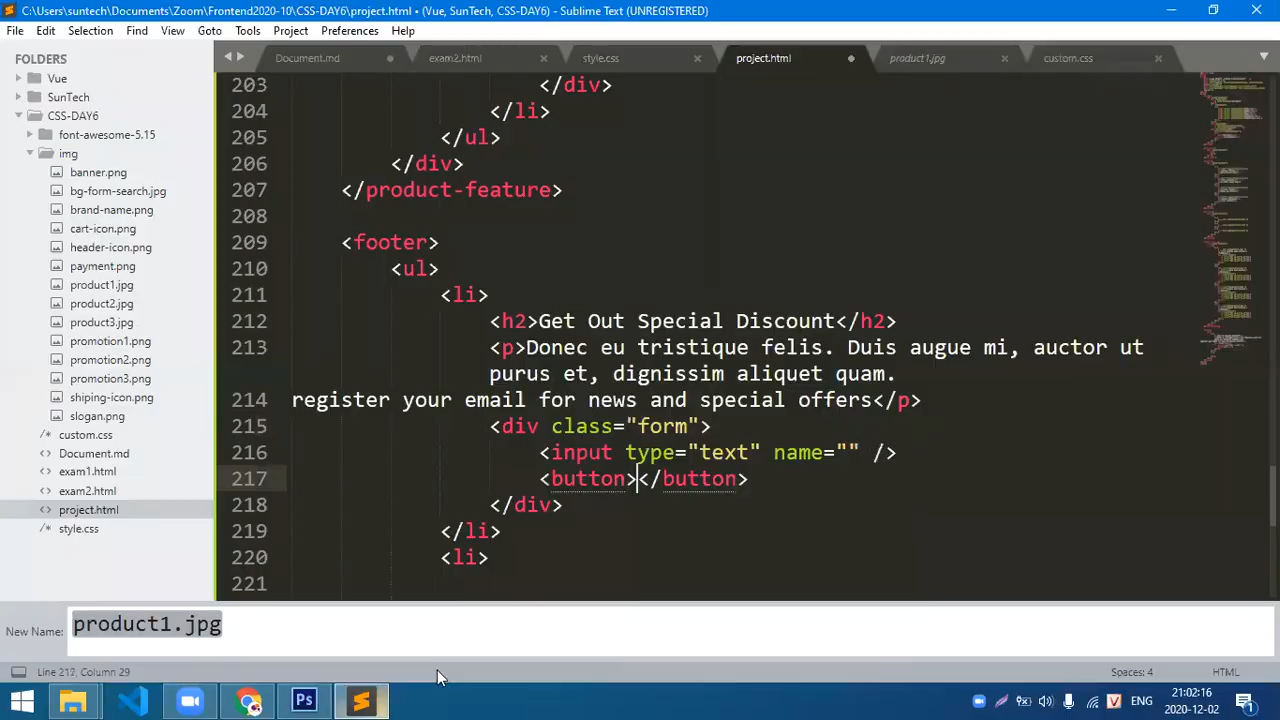 C:\Users\suntech\Documents\Zoom\Frontend2020-10\CSS-DAY6\project.html • (Vue, SunTech, CSS-DAY6) - Sublime Text (UNREGISTERED)
File Edit Selection Find View Goto Tools Project Preferences Help
FOLDERS
Vue
SunTech
CSS-DAY6
font-awesome-5.15
img
banner.png
bg-form-search.jpg
brand-name.png
cart-icon.png
header-icon.png
payment.png
product1.jpg
product2.jpg
product3.jpg
promotion1.png
promotion2.png
promotion3.png
shiping-icon.png
slogan.png
custom.css
Document.md
exam1.html
exam2.html
project.html
style.css
Document.md exam2.html style.css project.html product1.jpg custom.css
203 </div>
204 </li>
205 </ul>
206 </div>
207 </product-feature>
208
209 <footer>
210 <ul>
211 <li>
212 <h2>Get Out Special Discount</h2>
213 <p>Donec eu tristique felis. Duis augue mi, auctor ut
purus et, dignissim aliquet quam.
214 register your email for news and special offers</p>
215 <div class="form">
216 <input type="text" name="" />
217 <button></button>
218 </div>
219 </li>
220 <li>
221
New Name: product1.jpg
Line 217, Column 29 Spaces: 4 HTML
Ps V ENG 21:02:16
2020-12-02 1